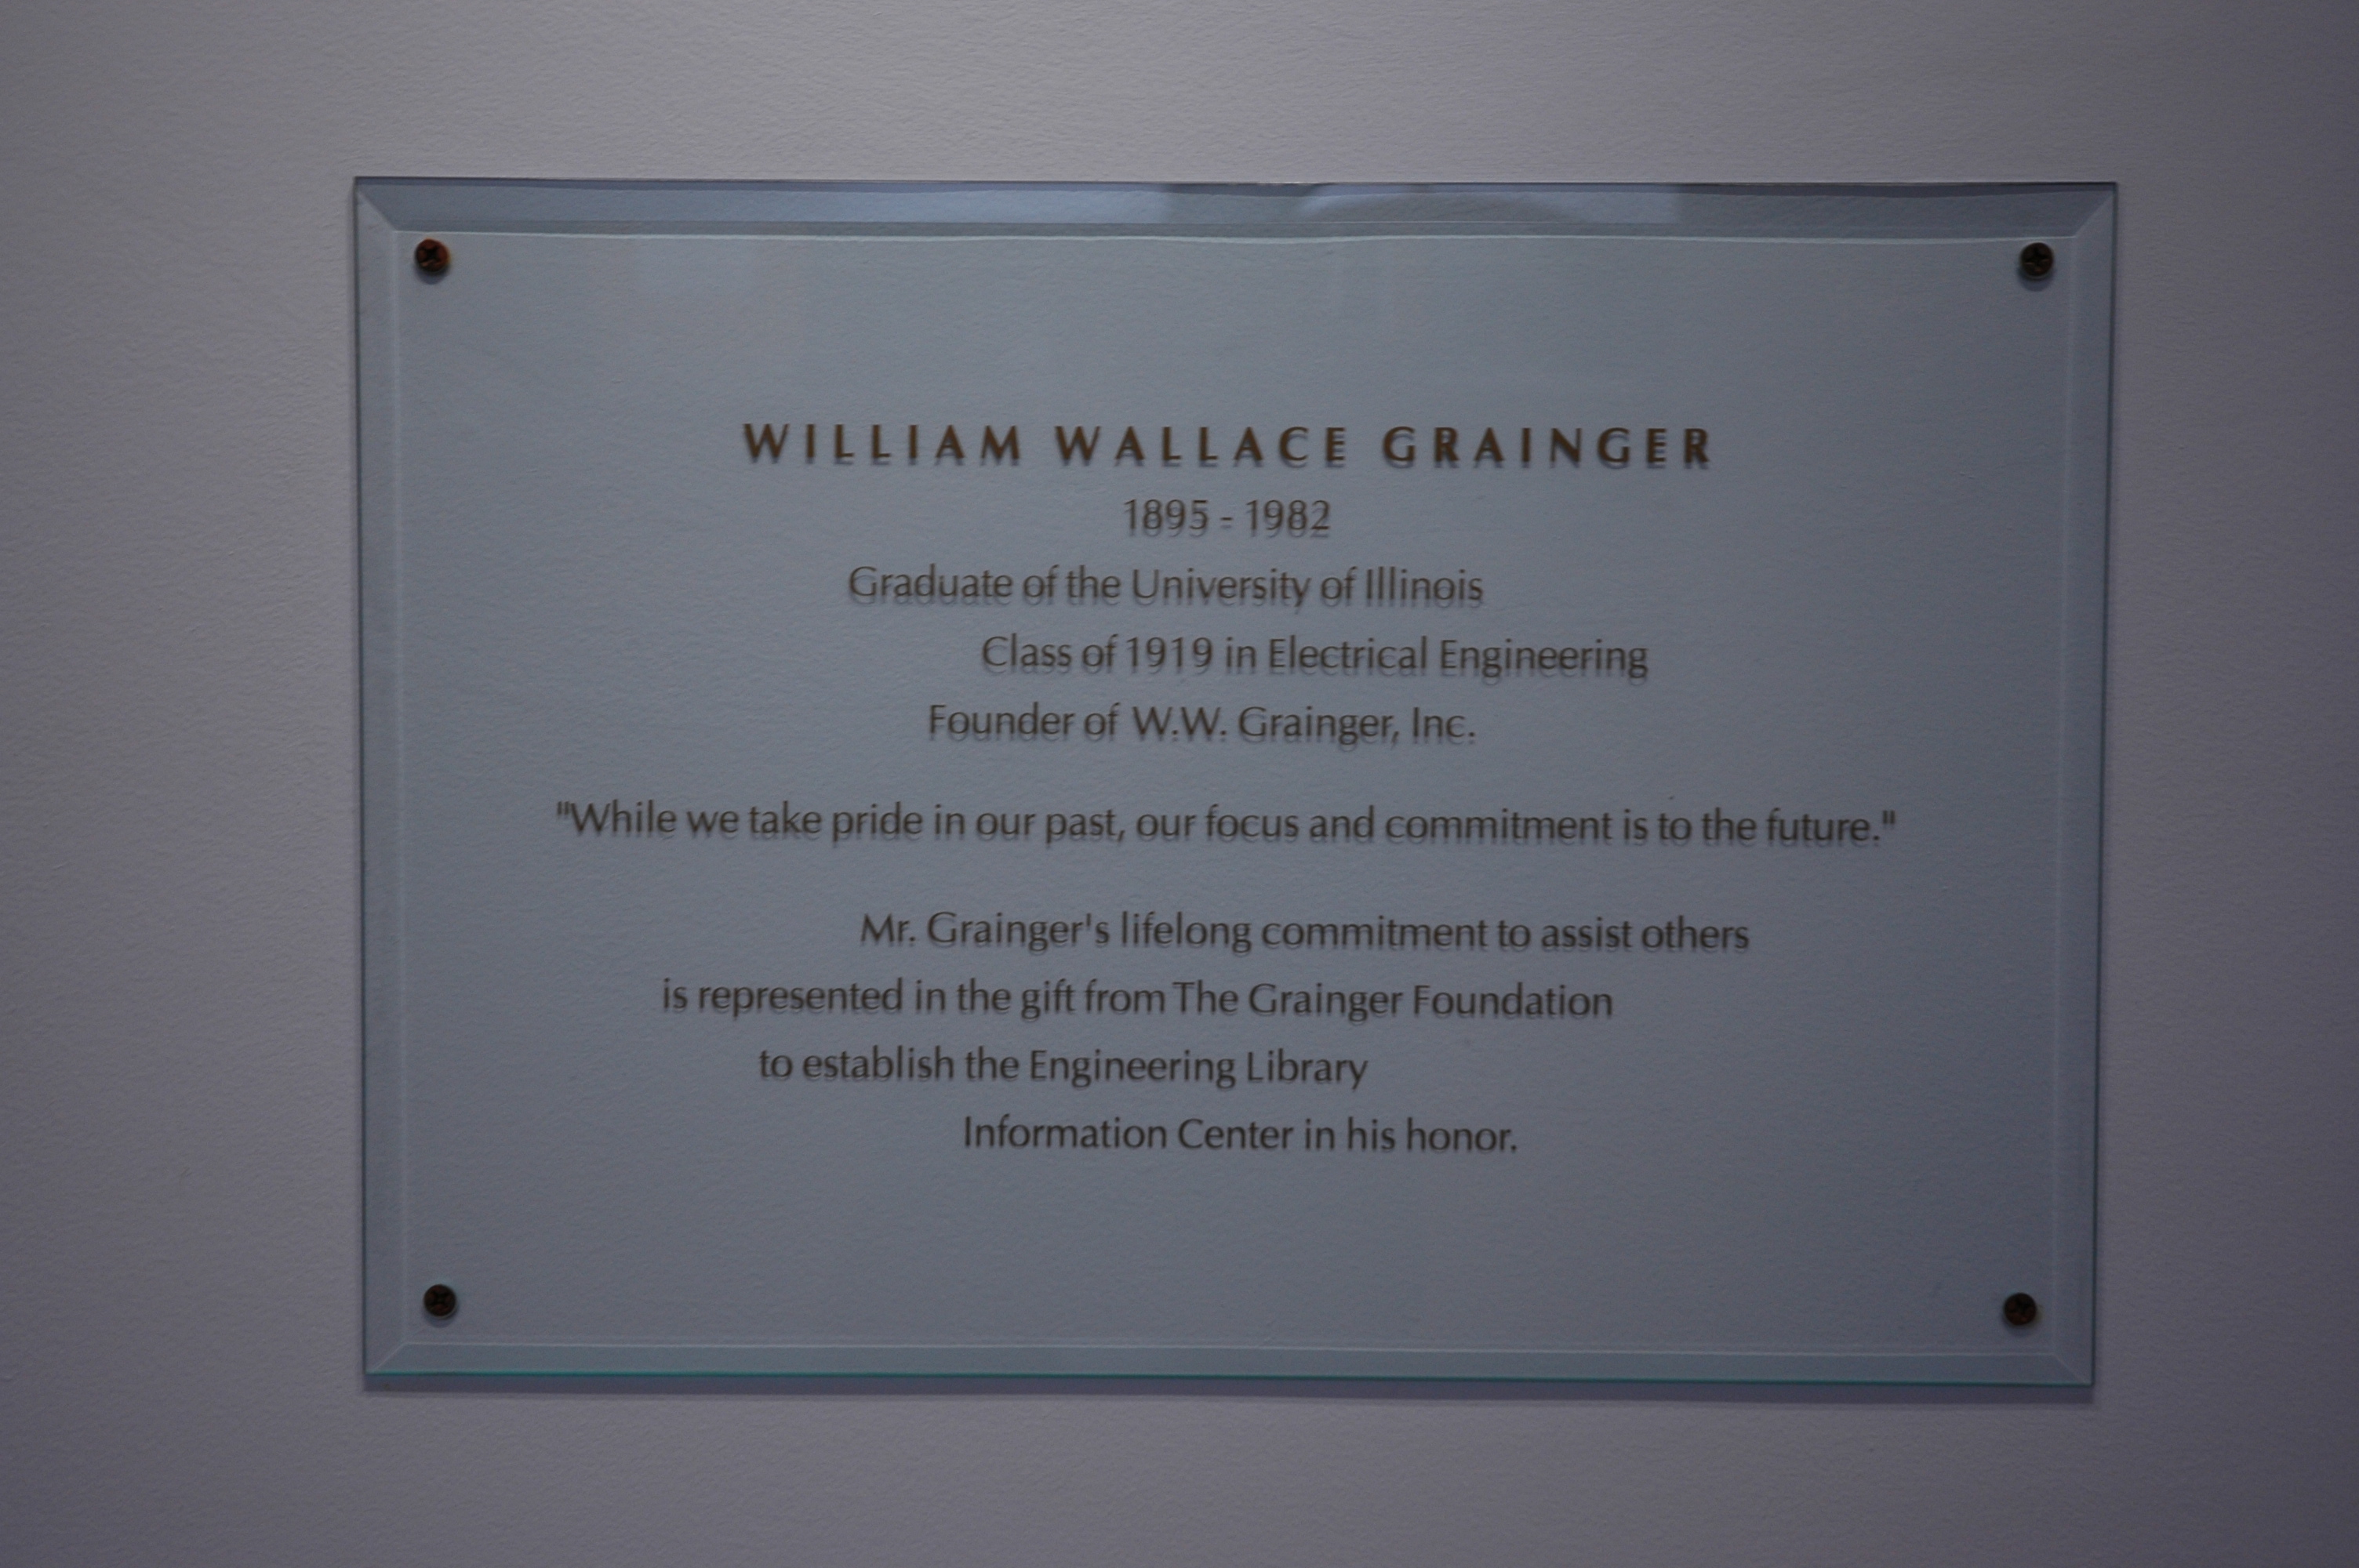 WILLIAM WALLACE GRAINGER
1895 - 1982
Graduate of the University of Illinois
Class of 1919 in Electrical Engineering
Founder of W.W. Grainger, Inc.
"While we take pride in our past, our focus and commitment is to the future."
Mr. Grainger's lifelong commitment to assist others
is represented in the gift from The Grainger Foundation
to establish the Engineering Library
Information Center in his honor.